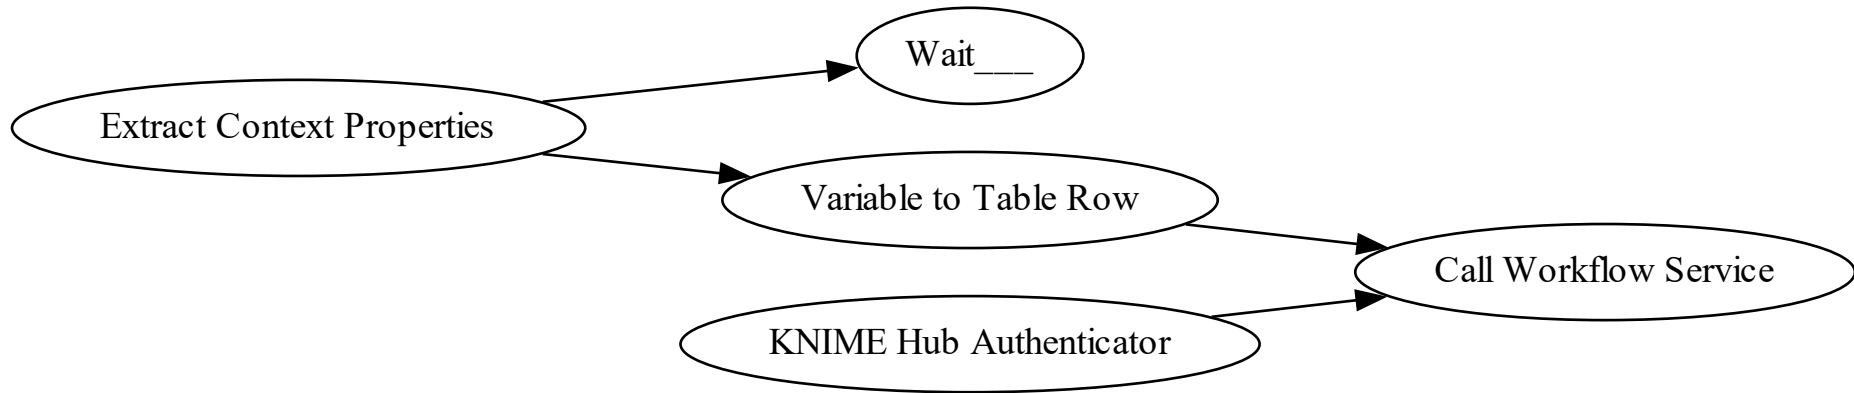 Wait___
Extract Context Properties
Variable to Table Row
Call Workflow Service
KNIME Hub Authenticator